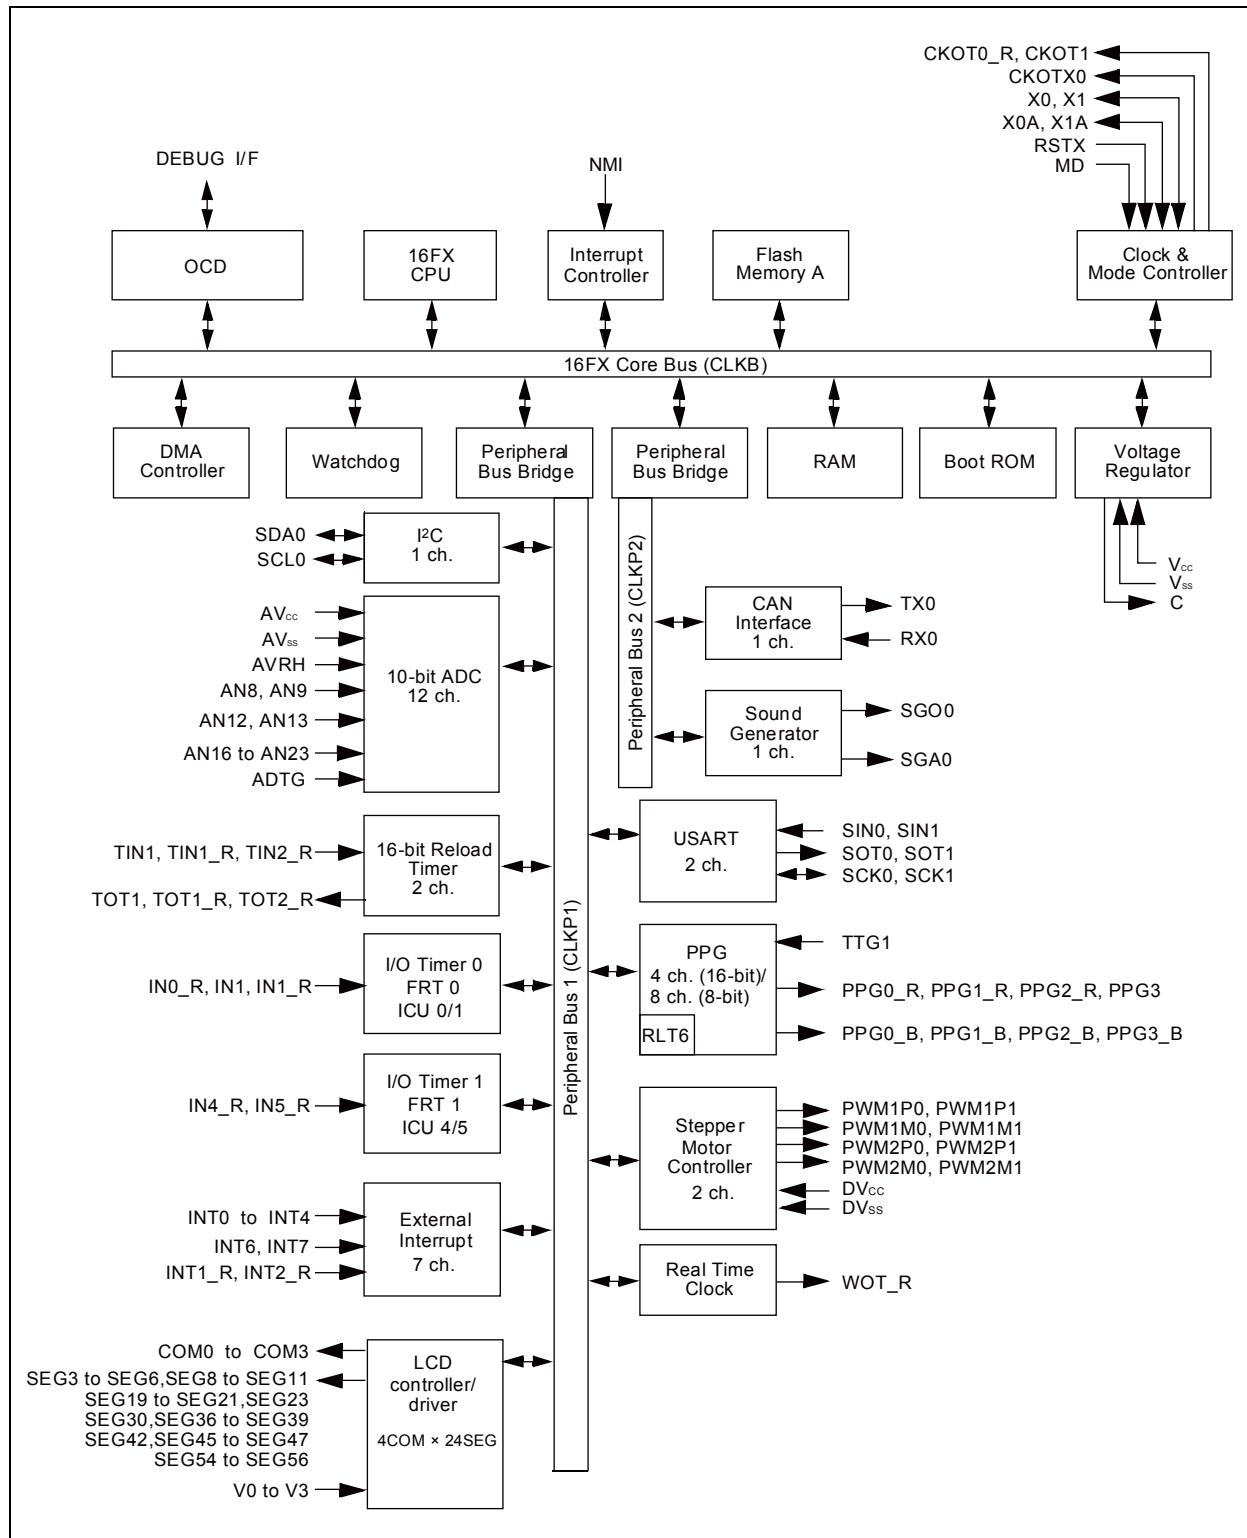 CKOT0_R, CKOT1
CKOTX0
X0, X1
X0A, X1A
RSTX
MD
DEBUG I/F
NMI
OCD
16FX
CPU
Interrupt
Controller
Flash
Memory A
Clock &
Mode Controller
16FX Core Bus (CLKB)
DMA
Controller
Watchdog
Peripheral
Bus Bridge
Peripheral
Bus Bridge
RAM
Boot ROM
Voltage
Regulator
Vcc
Vss
C
Peripheral Bus 1 (CLKP1)
Peripheral Bus 2 (CLKP2)
SDA0
SCL0
I²C
1 ch.
AVcc
AVss
AVRH
AN8, AN9
AN12, AN13
AN16 to AN23
ADTG
10-bit ADC
12 ch.
TIN1, TIN1_R, TIN2_R
TOT1, TOT1_R, TOT2_R
16-bit Reload
Timer
2 ch.
IN0_R, IN1, IN1_R
I/O Timer 0
FRT 0
ICU 0/1
IN4_R, IN5_R
I/O Timer 1
FRT 1
ICU 4/5
INT0 to INT4
INT6, INT7
INT1_R, INT2_R
External
Interrupt
7 ch.
COM0 to COM3
SEG3 to SEG6,SEG8 to SEG11
SEG19 to SEG21,SEG23
SEG30,SEG36 to SEG39
SEG42,SEG45 to SEG47
SEG54 to SEG56
V0 to V3
LCD
controller/
driver
4COM × 24SEG
CAN
Interface
1 ch.
TX0
RX0
Sound
Generator
1 ch.
SGO0
SGA0
USART
2 ch.
SIN0, SIN1
SOT0, SOT1
SCK0, SCK1
PPG
4 ch. (16-bit)/
8 ch. (8-bit)
RLT6
TTG1
PPG0_R, PPG1_R, PPG2_R, PPG3
PPG0_B, PPG1_B, PPG2_B, PPG3_B
Stepper
Motor
Controller
2 ch.
PWM1P0, PWM1P1
PWM1M0, PWM1M1
PWM2P0, PWM2P1
PWM2M0, PWM2M1
DVcc
DVss
Real Time
Clock
WOT_R